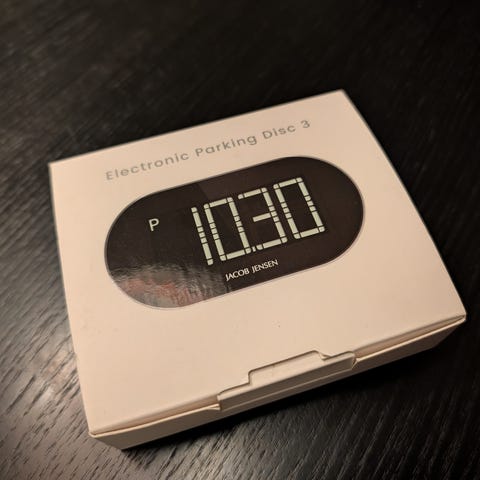 Electronic Parking Disc 3
P 10.30
JACOB JENSEN